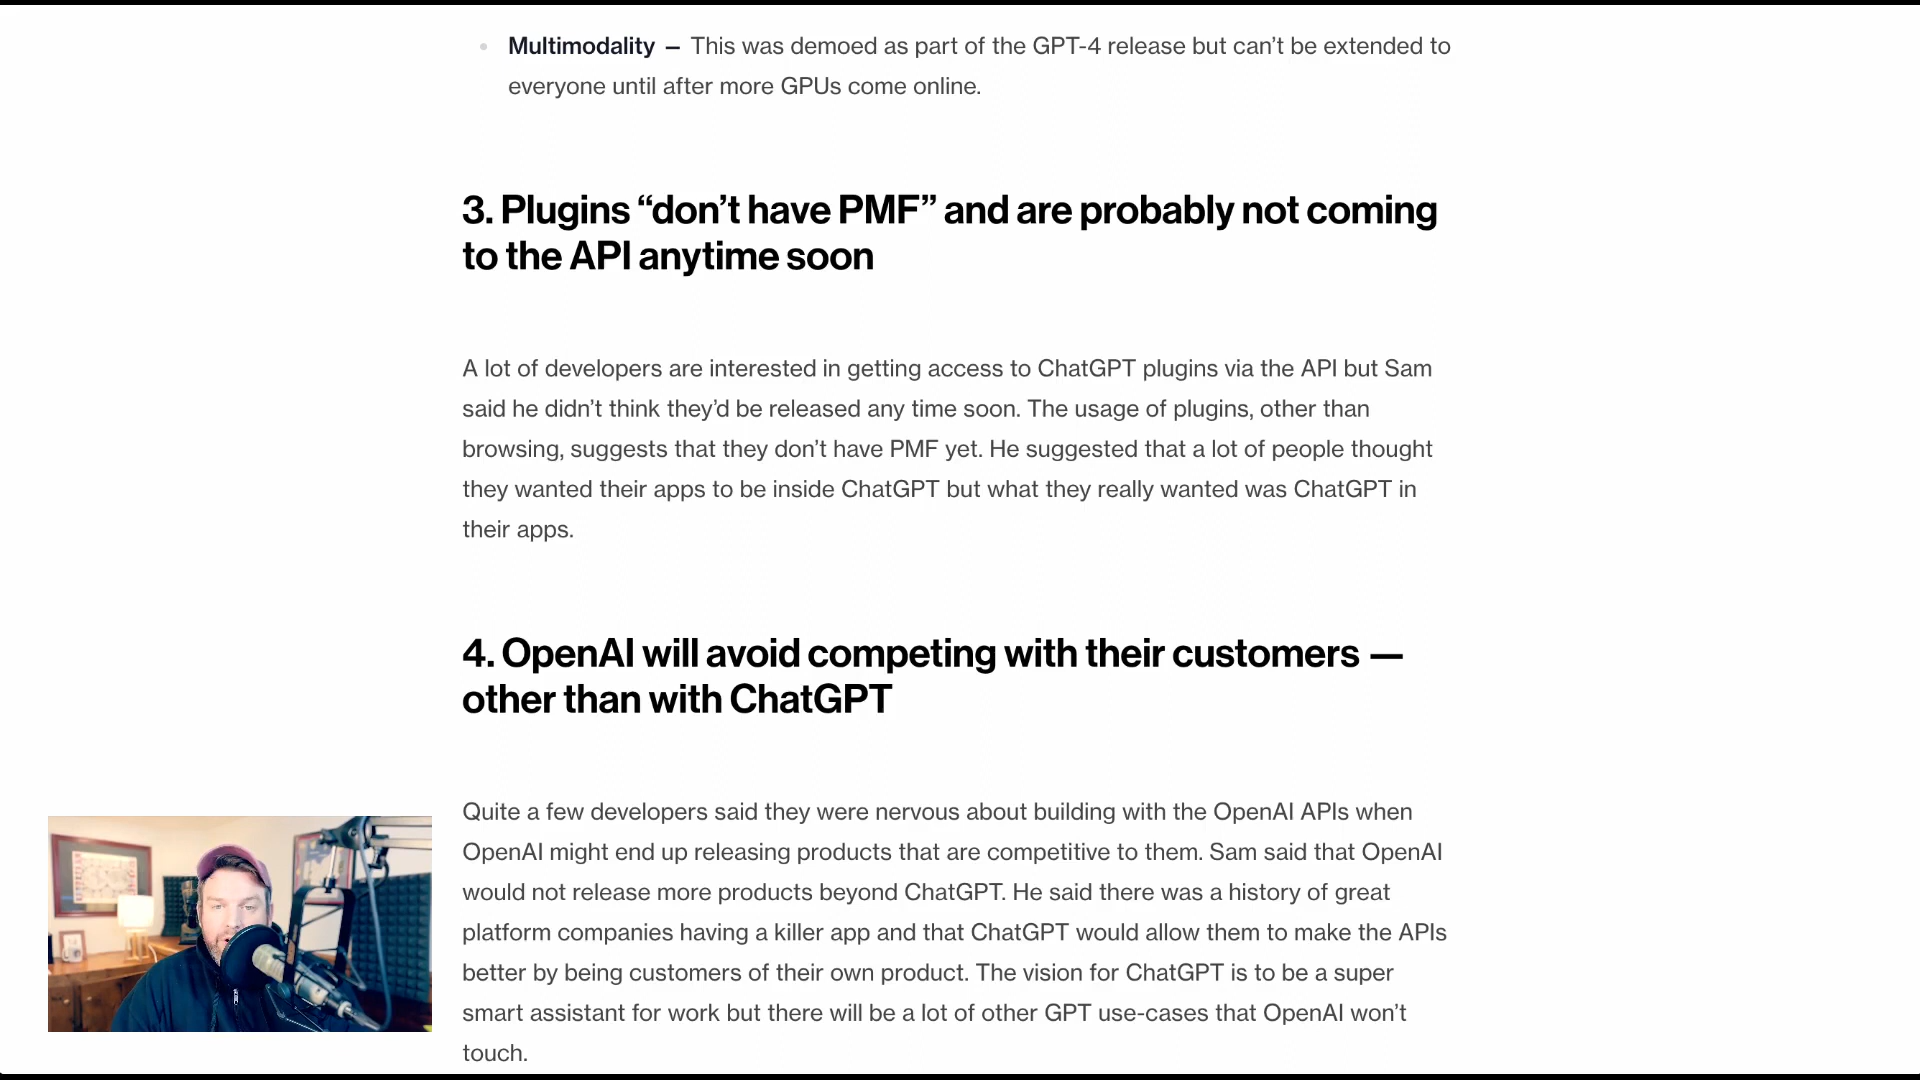 Multimodality — This was demoed as part of the GPT-4 release but can’t be extended to
everyone until after more GPUs come online.
3. Plugins “don’t have PMF” and are probably not coming
to the API anytime soon
A lot of developers are interested in getting access to ChatGPT plugins via the API but Sam
said he didn’t think they’d be released any time soon. The usage of plugins, other than
browsing, suggests that they don’t have PMF yet. He suggested that a lot of people thought
they wanted their apps to be inside ChatGPT but what they really wanted was ChatGPT in
their apps.
4. OpenAI will avoid competing with their customers —
other than with ChatGPT
Quite a few developers said they were nervous about building with the OpenAI APIs when
OpenAI might end up releasing products that are competitive to them. Sam said that OpenAI
would not release more products beyond ChatGPT. He said there was a history of great
platform companies having a killer app and that ChatGPT would allow them to make the APIs
better by being customers of their own product. The vision for ChatGPT is to be a super
smart assistant for work but there will be a lot of other GPT use-cases that OpenAI won’t
touch.